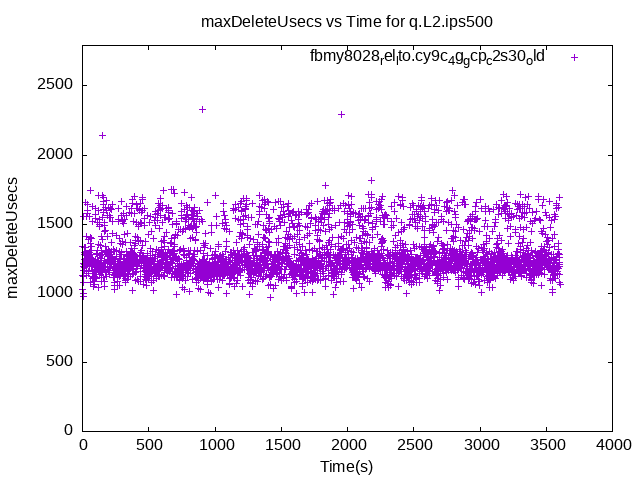 maxDeleteUsecs vs Time for q.L2.ips500
fbmy8028rellto.cy9c4ggcpc2s30old
2500
2000
1500
1000
500
0
maxDeleteUsecs
0 500 1000 1500 2000 2500 3000 3500 4000
Time(s)